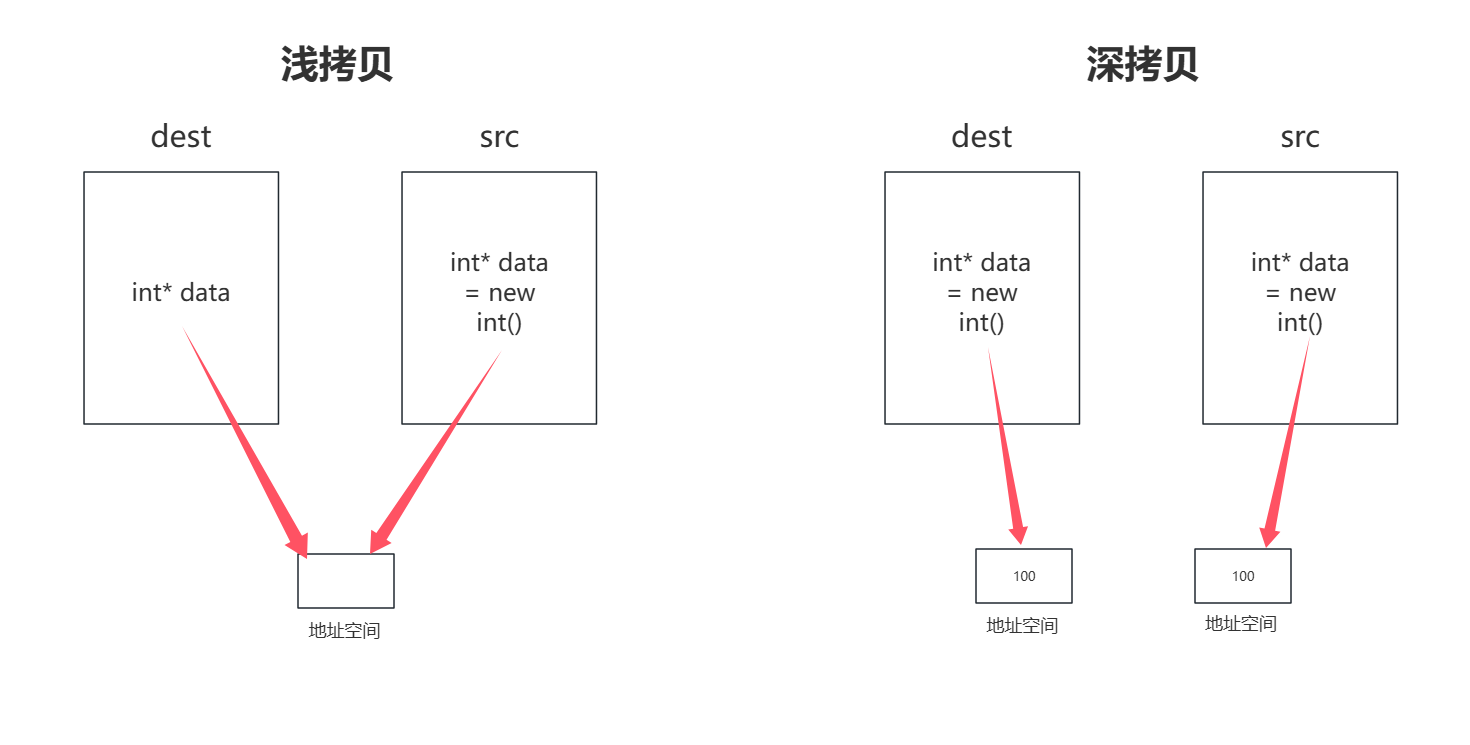 浅拷贝
dest
src
int* data
int* data
= new
int()
地址空间
深拷贝
dest
src
int* data
= new
int()
int* data
= new
int()
100
100
地址空间
地址空间